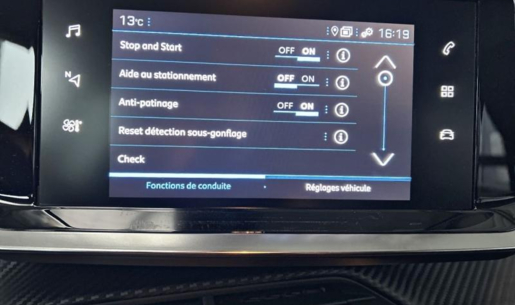 13°C
16:19
Stop and Start OFF ON
Aide au stationnement OFF ON
Anti-patinage OFF ON
Reset détection sous-gonflage
Check
Fonctions de conduite Réglages véhicule
N